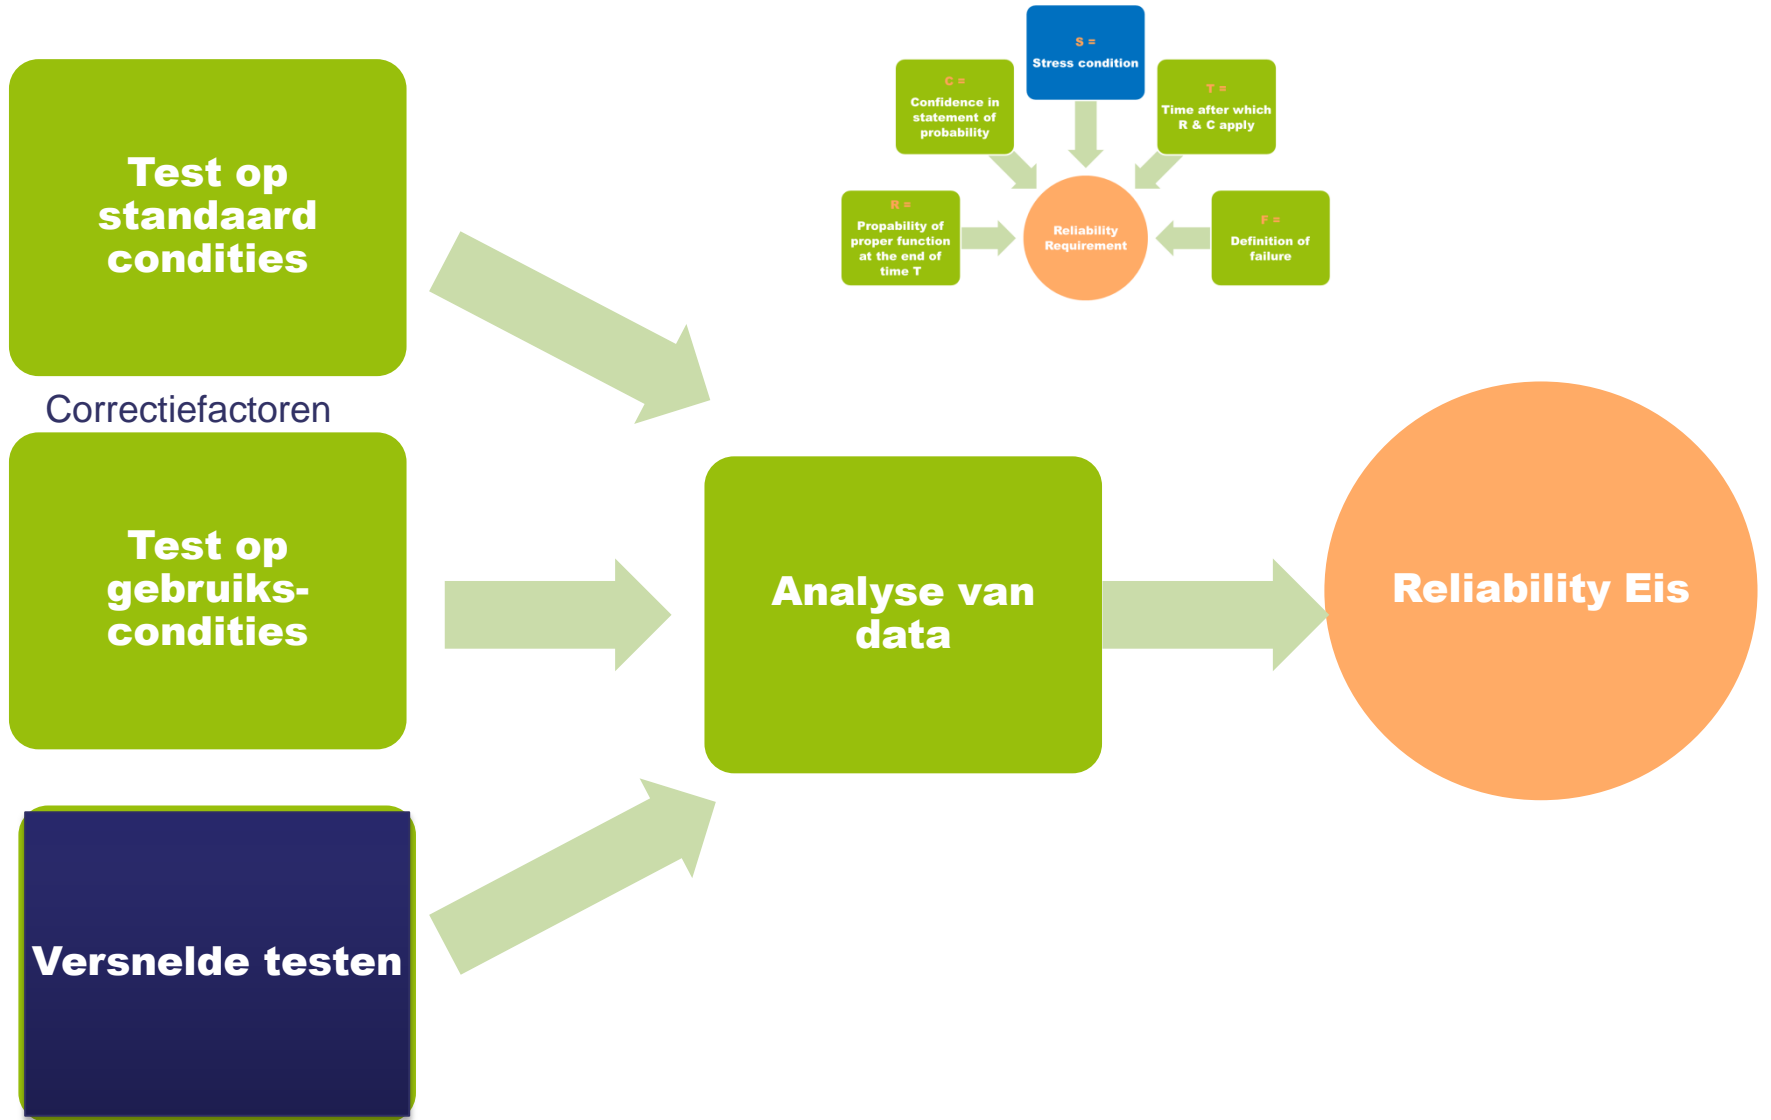 S =
Stress condition
C =
Confidence in
statement of
probability
T =
Time after which
R & C apply
R =
Propability of
proper function
at the end of
time T
Reliability
Requirement
F =
Definition of
failure
Test op
standaard
condities
Correctiefactoren
Test op
gebruiks-
condities
Versnelde testen
Analyse van
data
Reliability Eis